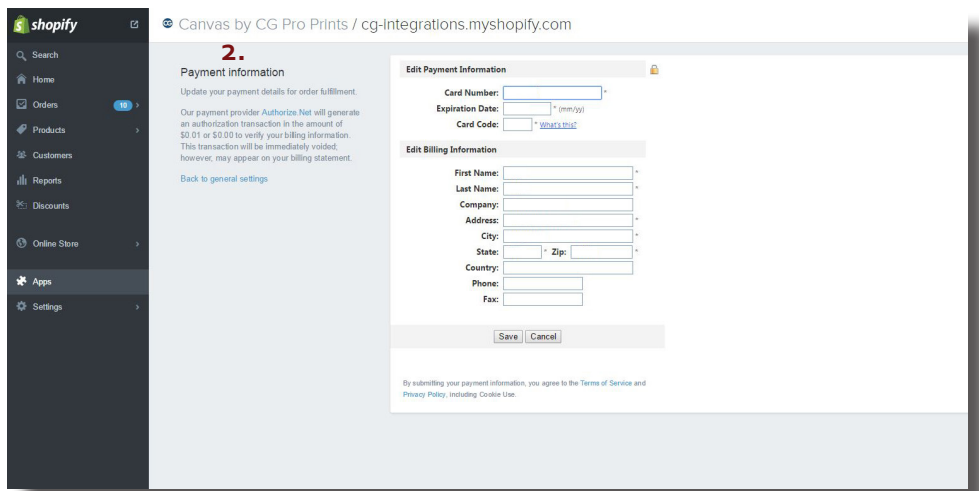 shopify
Canvas by CG Pro Prints / cg-integrations.myshopify.com
Search
Home
Orders 10
Products
Customers
Reports
Discounts
Online Store
Apps
Settings
2.
Payment information
Update your payment details for order fulfillment.
Our payment provider Authorize.Net will generate
an authorization transaction in the amount of
$0.01 or $0.00 to verify your billing information.
This transaction will be immediately voided;
however, may appear on your billing statement.
Back to general settings
Edit Payment Information
Card Number: *
Expiration Date: * (mm/yy)
Card Code: * What's this?
Edit Billing Information
First Name: *
Last Name: *
Company:
Address: *
City: *
State: * Zip: *
Country:
Phone:
Fax:
Save Cancel
By submitting your payment information, you agree to the Terms of Service and
Privacy Policy, including Cookie Use.